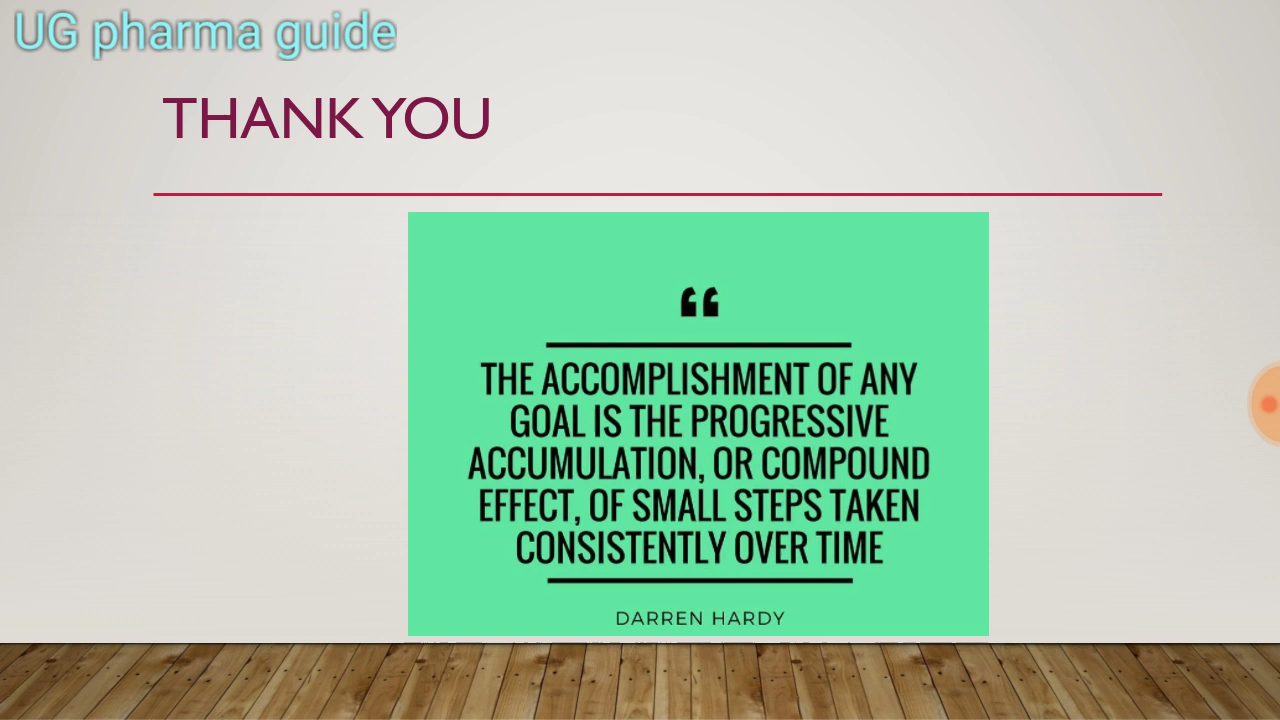 UG pharma guide
THANK YOU
“
THE ACCOMPLISHMENT OF ANY
GOAL IS THE PROGRESSIVE
ACCUMULATION, OR COMPOUND
EFFECT, OF SMALL STEPS TAKEN
CONSISTENTLY OVER TIME
DARREN HARDY